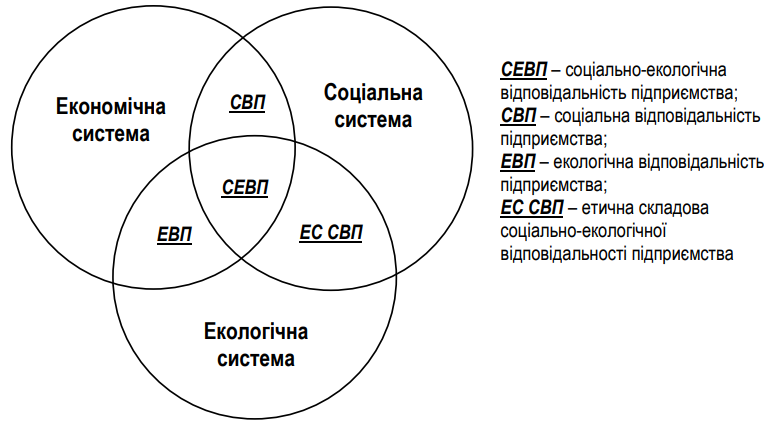 Економічна
система
СВП
Соціальна
система
СЕВП
ЕВП
ЕС СВП
Екологічна
система
СЕВП – соціально-екологічна
відповідальність підприємства;
СВП – соціальна відповідальність
підприємства;
ЕВП – екологічна відповідальність
підприємства;
ЕС СВП – етична складова
соціально-екологічної
відповідальності підприємства